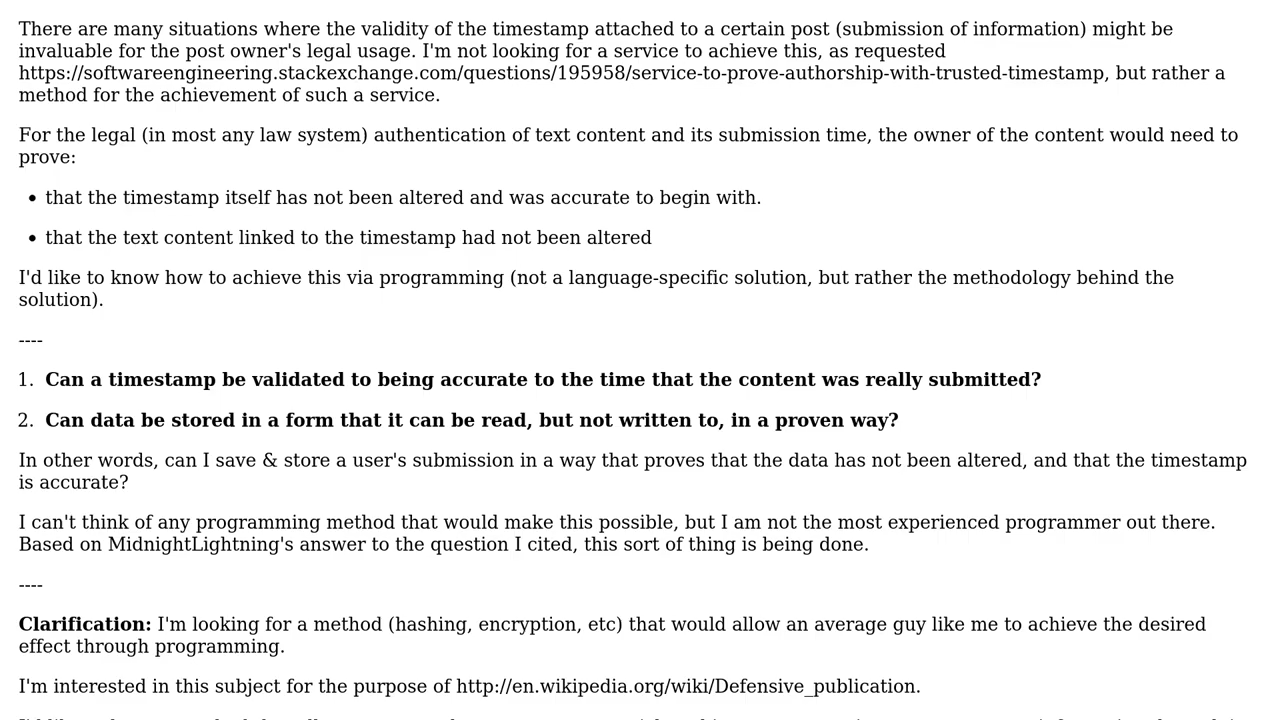 There are many situations where the validity of the timestamp attached to a certain post (submission of information) might be
invaluable for the post owner's legal usage. I'm not looking for a service to achieve this, as requested
https://softwareengineering.stackexchange.com/questions/195958/service-to-prove-authorship-with-trusted-timestamp, but rather a
method for the achievement of such a service.
For the legal (in most any law system) authentication of text content and its submission time, the owner of the content would need to
prove:
• that the timestamp itself has not been altered and was accurate to begin with.
• that the text content linked to the timestamp had not been altered
I'd like to know how to achieve this via programming (not a language-specific solution, but rather the methodology behind the
solution).
----
1. Can a timestamp be validated to being accurate to the time that the content was really submitted?
2. Can data be stored in a form that it can be read, but not written to, in a proven way?
In other words, can I save & store a user's submission in a way that proves that the data has not been altered, and that the timestamp
is accurate?
I can't think of any programming method that would make this possible, but I am not the most experienced programmer out there.
Based on MidnightLightning's answer to the question I cited, this sort of thing is being done.
----
Clarification: I'm looking for a method (hashing, encryption, etc) that would allow an average guy like me to achieve the desired
effect through programming.
I'm interested in this subject for the purpose of http://en.wikipedia.org/wiki/Defensive_publication.